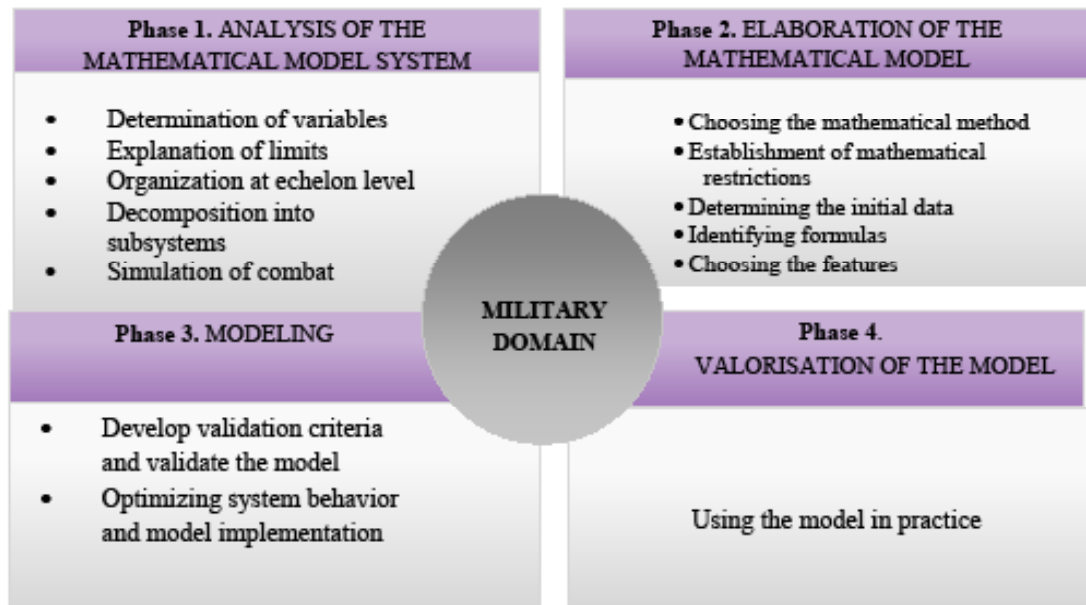 Phase 1. ANALYSIS OF THE
MATHEMATICAL MODEL SYSTEM
• Determination of variables
• Explanation of limits
• Organization at echelon level
• Decomposition into
subsystems
• Simulation of combat
Phase 2. ELABORATION OF THE
MATHEMATICAL MODEL
• Choosing the mathematical method
• Establishment of mathematical
restrictions
• Determining the initial data
• Identifying formulas
• Choosing the features
MILITARY
DOMAIN
Phase 3. MODELING
• Develop validation criteria
and validate the model
• Optimizing system behavior
and model implementation
Phase 4.
VALORISATION OF THE MODEL
Using the model in practice